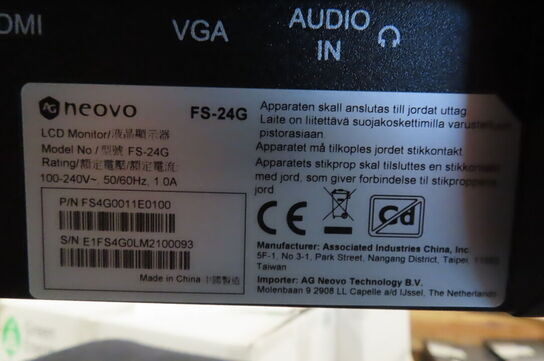 DMI
VGA
AUDIO
IN
AG neovo
FS-24G
LCD Monitor/液晶顯示器
Model No / 型號 FS-24G
Rating/額定電壓/額定電流:
100-240V~, 50/60Hz, 1.0A
P/N FS4G0011E0100
S/N E1FS4G0LM2100093
Made in China 中國製造
Apparaten skall anslutas till jordat uttag
Laite on liitettävä suojakoskettimilla varustettuun
pistorasiaan
Apparatet må tilkoples jordet stikkontakt
Apparatets stikprop skal tilsluttes en stikkontakt
med jord, som giver forbindelse til stikproppens
jord
CE
Cd
Manufacturer: Associated Industries China, Inc.
5F-1, No.3-1, Park Street, Nangang District, Taipei
Taiwan
Importer: AG Neovo Technology B.V.
Molenbaan 9 2908 LL Capelle a/d IJssel, The Netherlands